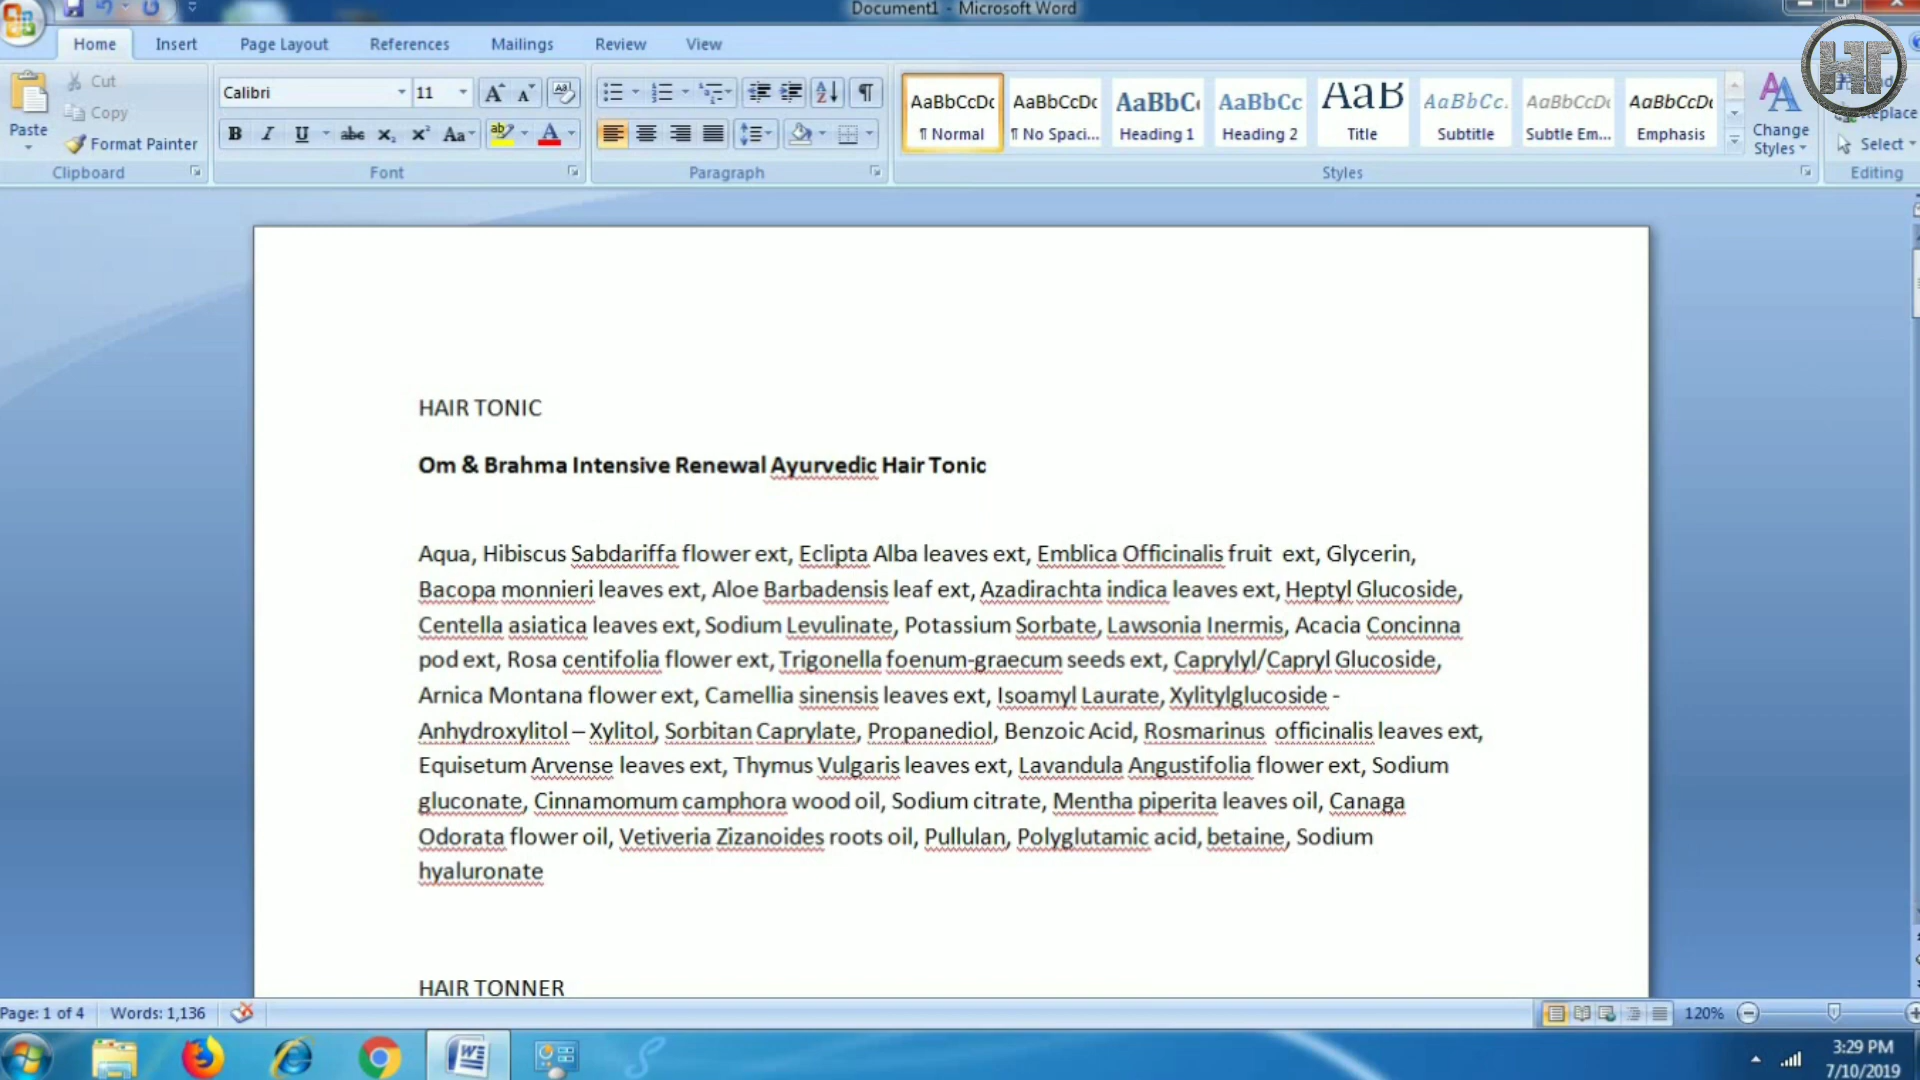 Document1 - Microsoft Word
Home Insert Page Layout References Mailings Review View
Cut
Copy
Paste
Format Painter
Clipboard
Calibri 11
Font
Paragraph
AaBbCcDc AaBbCcDc AaBbC AaBbCc AaB AaBbCc. AaBbCcDc AaBbCcDc
¶ Normal ¶ No Spaci... Heading 1 Heading 2 Title Subtitle Subtle Em... Emphasis
Change
Styles
Styles
Replace
Select
Editing
HAIR TONIC
Om & Brahma Intensive Renewal Ayurvedic Hair Tonic
Aqua, Hibiscus Sabdariffa flower ext, Eclipta Alba leaves ext, Emblica Officinalis fruit ext, Glycerin,
Bacopa monnieri leaves ext, Aloe Barbadensis leaf ext, Azadirachta indica leaves ext, Heptyl Glucoside,
Centella asiatica leaves ext, Sodium Levulinate, Potassium Sorbate, Lawsonia Inermis, Acacia Concinna
pod ext, Rosa centifolia flower ext, Trigonella foenum-graecum seeds ext, Caprylyl/Capryl Glucoside,
Arnica Montana flower ext, Camellia sinensis leaves ext, Isoamyl Laurate, Xylitylglucoside -
Anhydroxylitol – Xylitol, Sorbitan Caprylate, Propanediol, Benzoic Acid, Rosmarinus officinalis leaves ext,
Equisetum Arvense leaves ext, Thymus Vulgaris leaves ext, Lavandula Angustifolia flower ext, Sodium
gluconate, Cinnamomum camphora wood oil, Sodium citrate, Mentha piperita leaves oil, Canaga
Odorata flower oil, Vetiveria Zizanoides roots oil, Pullulan, Polyglutamic acid, betaine, Sodium
hyaluronate
HAIR TONNER
Page: 1 of 4 Words: 1,136 120%
3:29 PM
7/10/2019